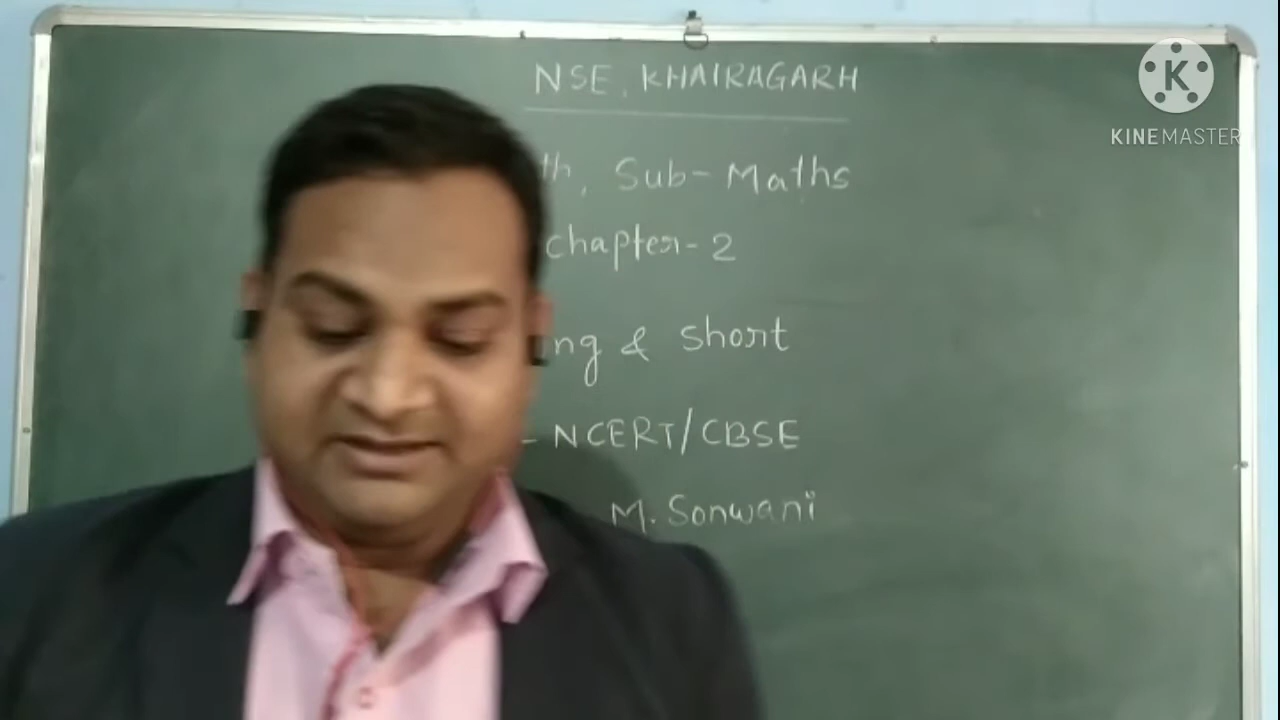 NSE, KHAIRAGARH
th, Sub- Maths
chapter-2
ng & short
- NCERT/CBSE
M. Sonwani
K
KINEMASTER